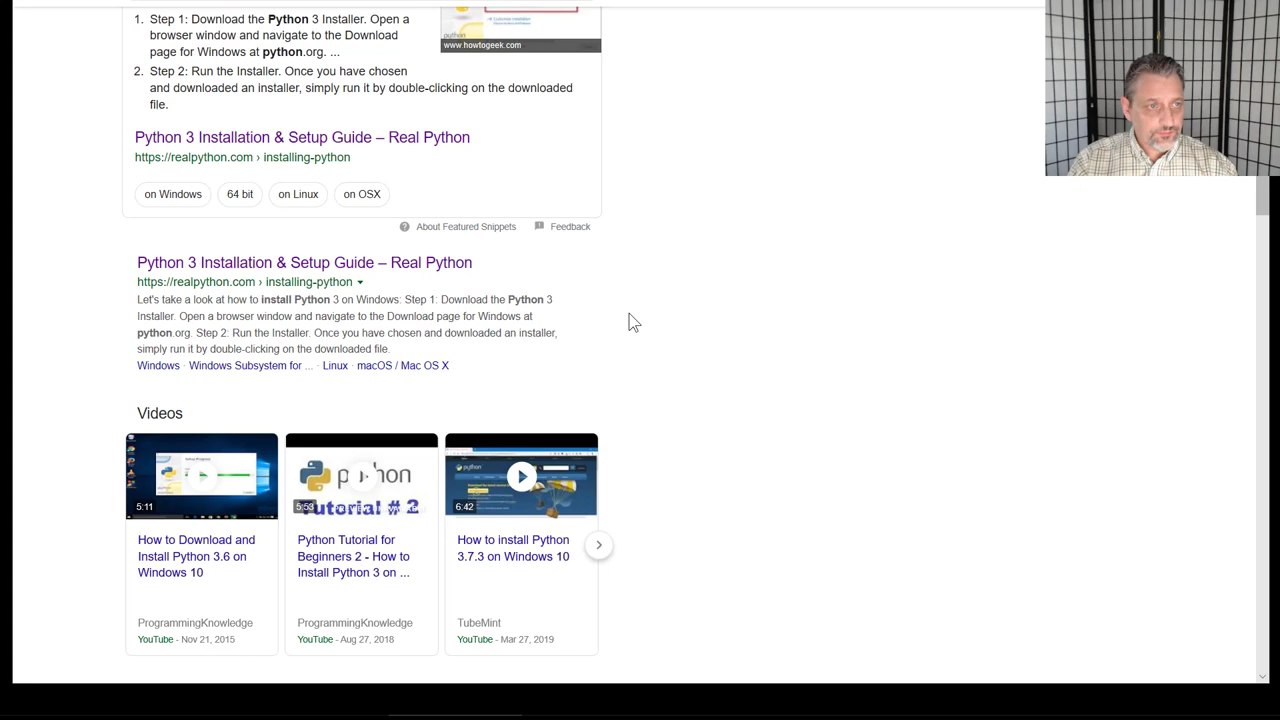 1. Step 1: Download the Python 3 Installer. Open a
browser window and navigate to the Download
page for Windows at python.org. ...
2. Step 2: Run the Installer. Once you have chosen
and downloaded an installer, simply run it by double-clicking on the downloaded
file.
python
www.howtogeek.com
Python 3 Installation & Setup Guide – Real Python
https://realpython.com › installing-python
on Windows 64 bit on Linux on OSX
About Featured Snippets Feedback
Python 3 Installation & Setup Guide – Real Python
https://realpython.com › installing-python
Let's take a look at how to install Python 3 on Windows: Step 1: Download the Python 3
Installer. Open a browser window and navigate to the Download page for Windows at
python.org. Step 2: Run the Installer. Once you have chosen and downloaded an installer,
simply run it by double-clicking on the downloaded file.
Windows · Windows Subsystem for ... · Linux · macOS / Mac OS X
Videos
5:11
python
5:53
Tutorial # 2
python
6:42
How to Download and
Install Python 3.6 on
Windows 10
ProgrammingKnowledge
YouTube - Nov 21, 2015
Python Tutorial for
Beginners 2 - How to
Install Python 3 on ...
ProgrammingKnowledge
YouTube - Aug 27, 2018
How to install Python
3.7.3 on Windows 10
TubeMint
YouTube - Mar 27, 2019